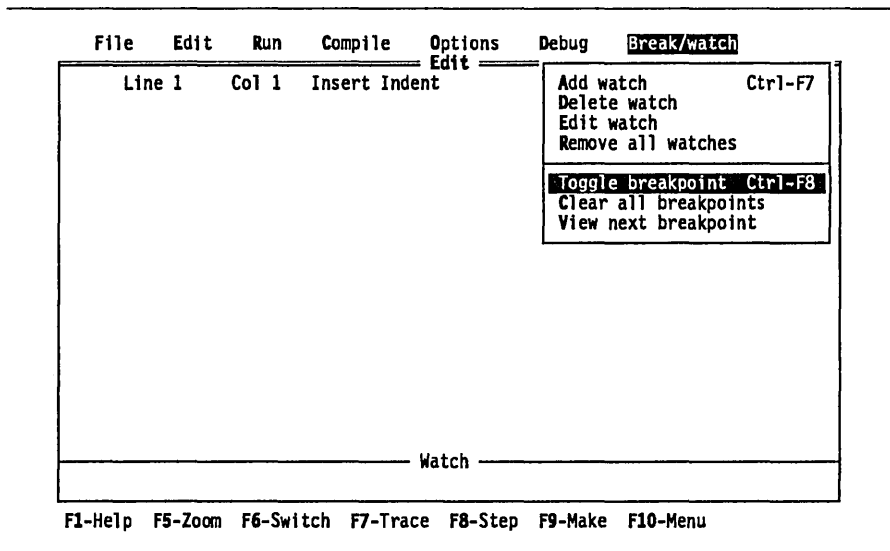 File Edit Run Compile Options Debug Break/watch
Edit
Line 1 Col 1 Insert Indent
Add watch Ctrl-F7
Delete watch
Edit watch
Remove all watches
Toggle breakpoint Ctrl-F8
Clear all breakpoints
View next breakpoint
Watch
F1-Help F5-Zoom F6-Switch F7-Trace F8-Step F9-Make F10-Menu